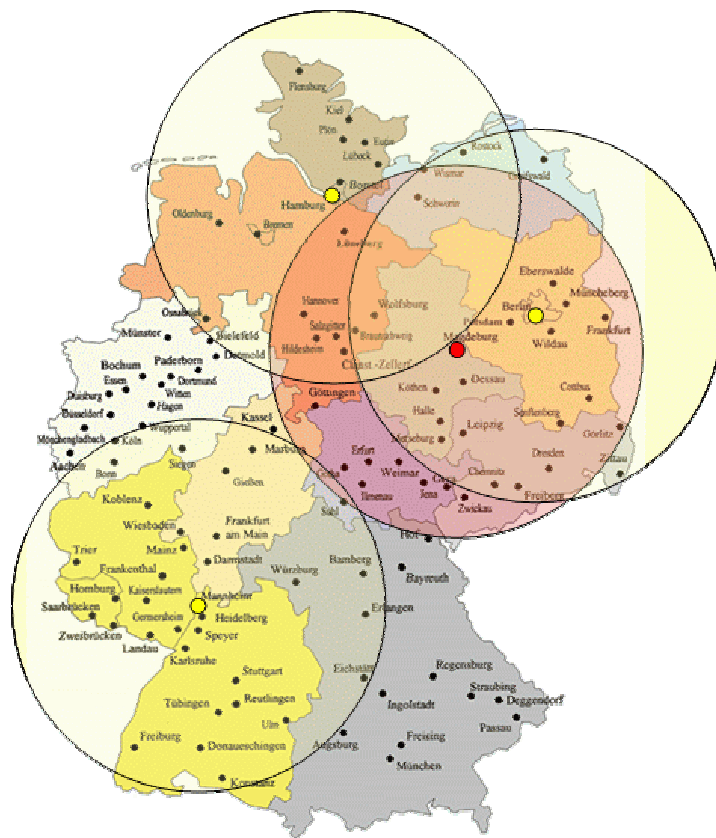 Flensburg
Kiel
Plön
Eutin
Lübeck
Rostock
Greifswald
Wismar
Hamburg
Schwerin
Oldenburg
Bremen
Lüneburg
Eberswalde
Müncheberg
Hannover
Wolfsburg
Berlin
Osnabrück
Potsdam
Frankfurt
Salzgitter
Braunschweig
Magdeburg
Wildau
Münster
Bielefeld
Hildesheim
Detmold
Claust.-Zellerf.
Bochum
Paderborn
Dessau
Essen
Dortmund
Köthen
Cottbus
Duisburg
Witten
Göttingen
Hagen
Düsseldorf
Halle
Senftenberg
Kassel
Leipzig
Wuppertal
Merseburg
Görlitz
Mönchengladbach
Köln
Marburg
Erfurt
Dresden
Aachen
Siegen
Weimar
Zittau
Bonn
Gotha
Chemnitz
Gießen
Gera
Ilmenau
Jena
Freiberg
Koblenz
Zwickau
Suhl
Wiesbaden
Frankfurt
am Main
Hof
Mainz
Trier
Darmstadt
Bamberg
Frankenthal
Würzburg
Bayreuth
Homburg
Kaiserslautern
Mannheim
Saarbrücken
Germersheim
Heidelberg
Erlangen
Zweibrücken
Speyer
Landau
Karlsruhe
Stuttgart
Eichstätt
Regensburg
Straubing
Reutlingen
Deggendorf
Tübingen
Ingolstadt
Ulm
Passau
Freiburg
Donaueschingen
Augsburg
Freising
München
Konstanz